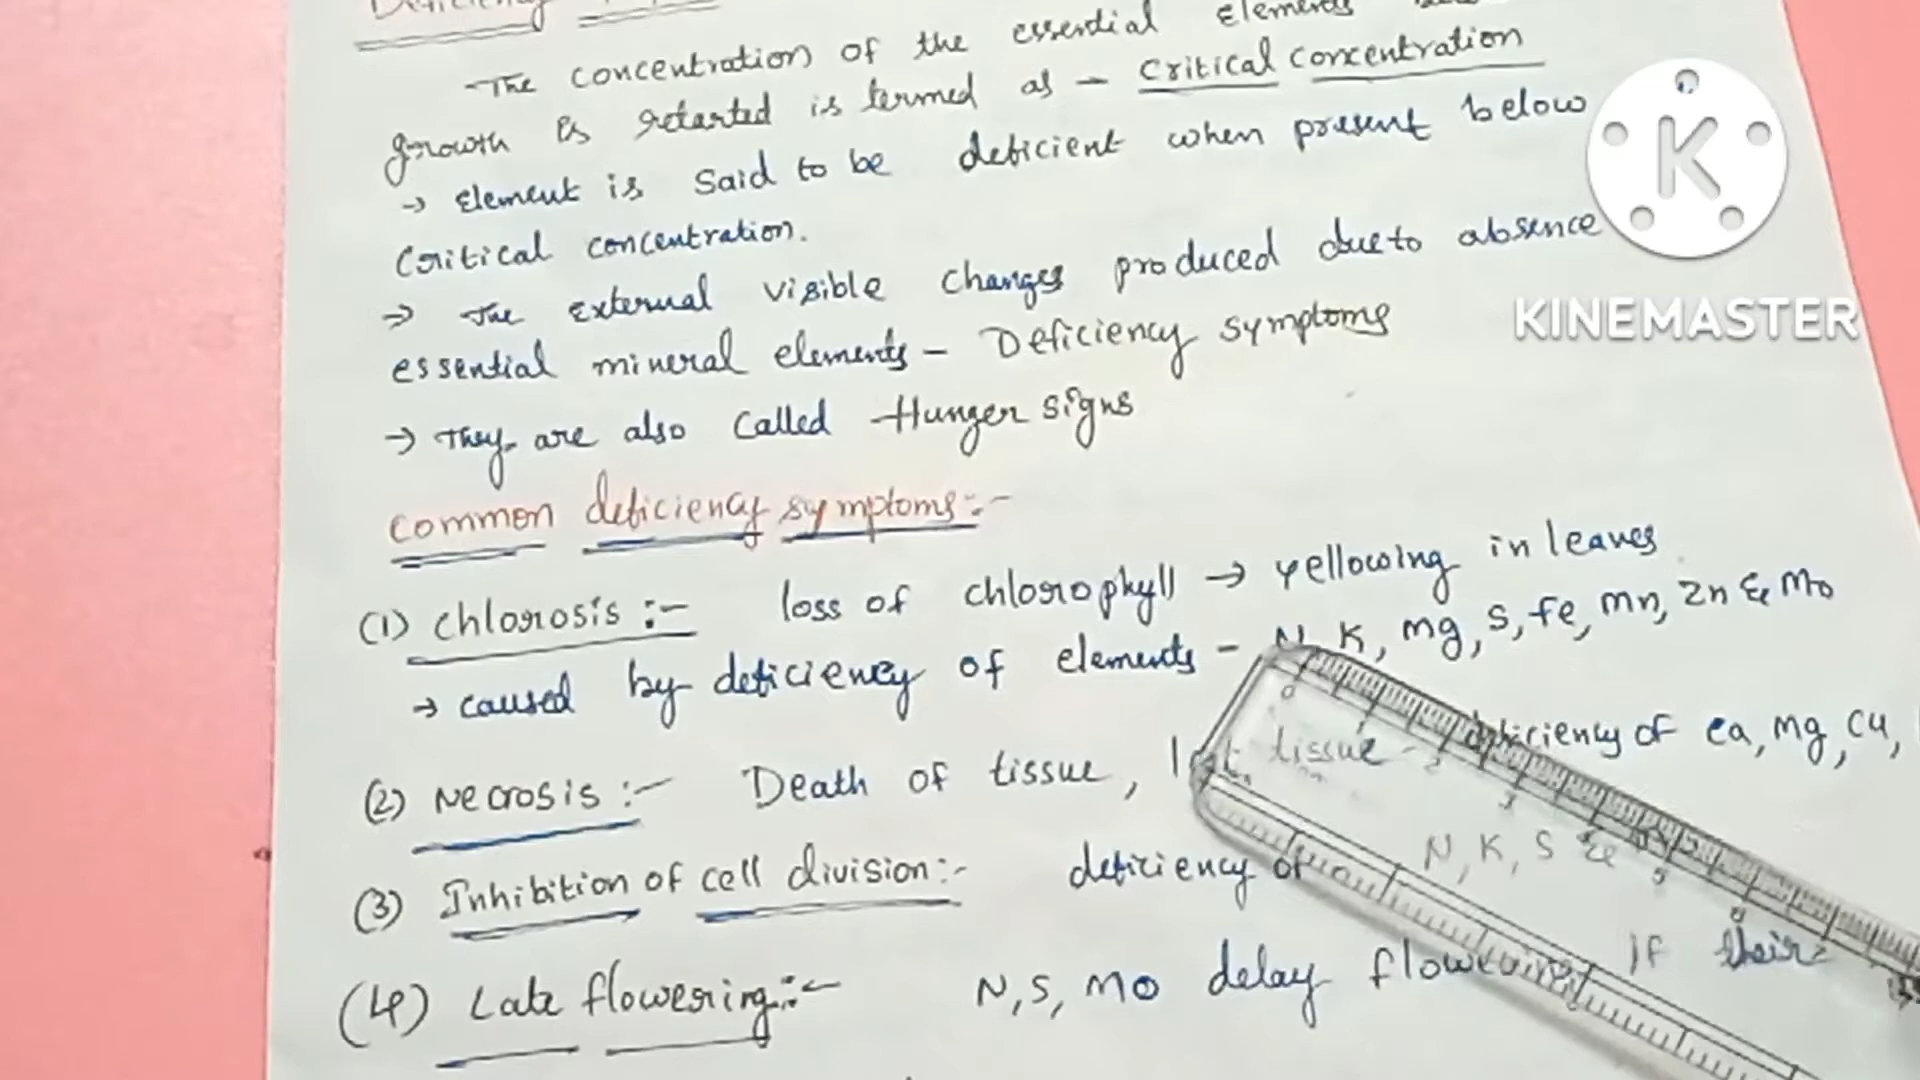 Deficiency
The concentration of the essential Elements
growth is retarted is termed as - Critical Concentration
→ Element is said to be deficient when present below
Critical concentration.
→ The External visible changes produced due to absence
essential mineral elements - Deficiency symptoms
→ They are also called Hunger signs
Common deficiency symptoms:-
(1) Chlorosis :- loss of chlorophyll → yellowing in leaves
→ caused by deficiency of elements - N, K, Mg, S, Fe, Mn, Zn & Mo
(2) Necrosis :- Death of tissue, tissue - deficiency of Ca, Mg, Cu,
(3) Inhibition of cell division:- deficiency of N, K, S
(4) Late flowering:- N, S, Mo delay flowering if their
K
KINEMASTER